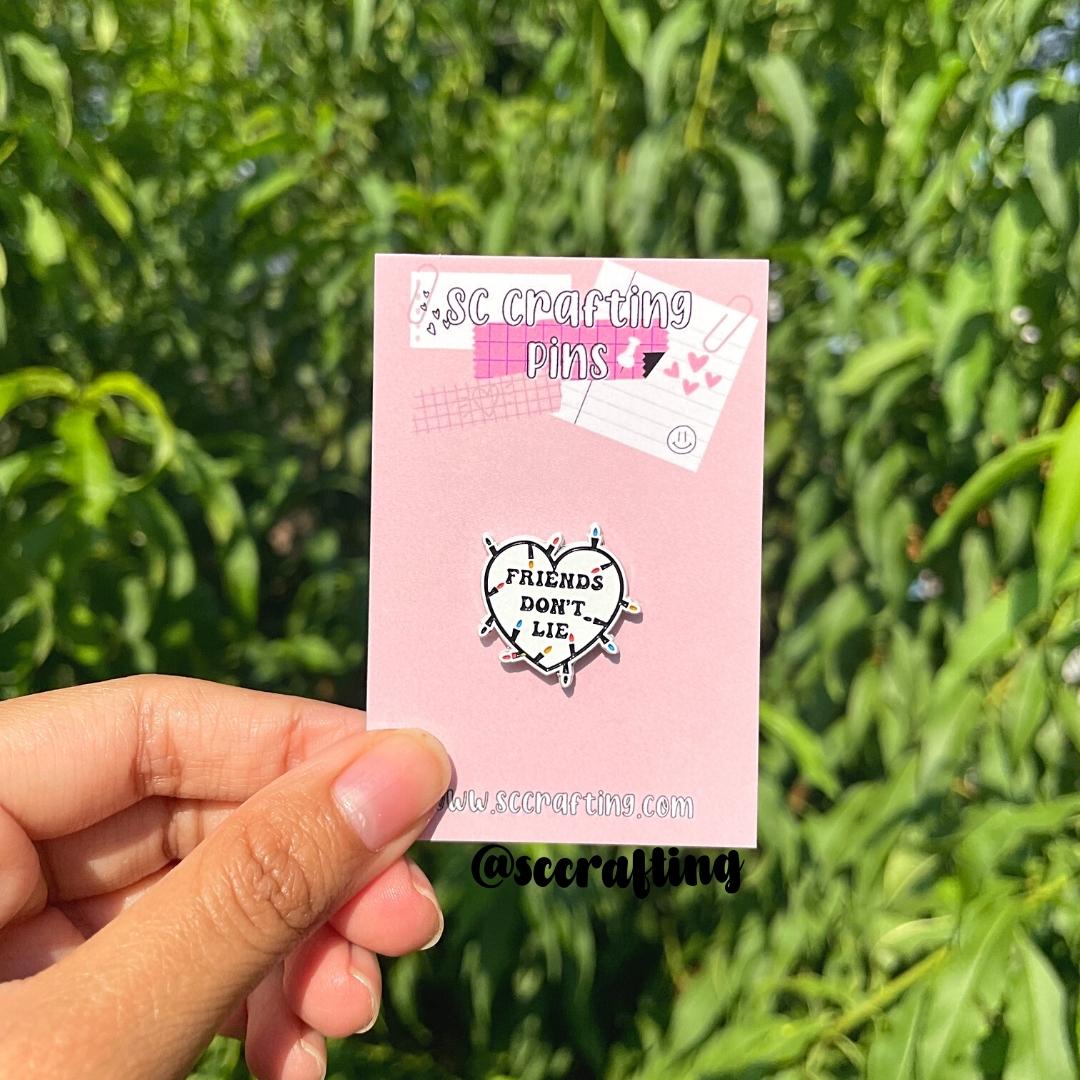 SC Crafting
pins
FRIENDS
DON'T
LIE
www.sccrafting.com
@sccrafting